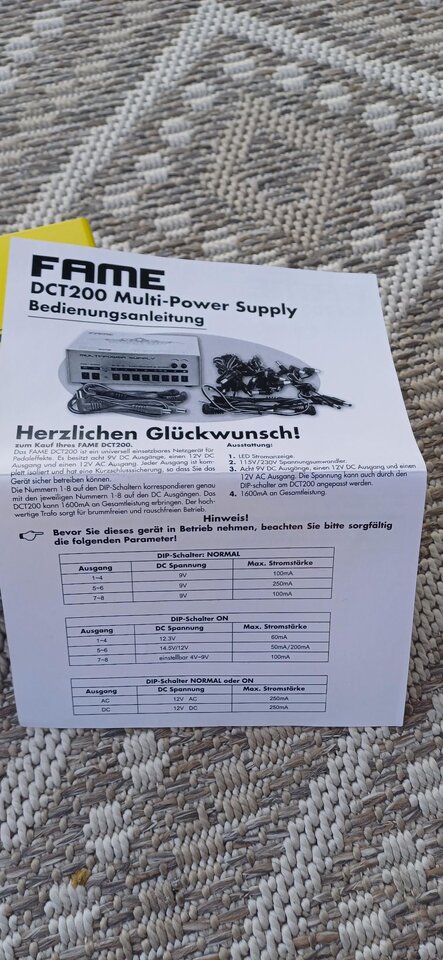 FAME
DCT200 Multi-Power Supply
Bedienungsanleitung
FAME
MULTI-POWER SUPPLY
Herzlichen Glückwunsch!
zum Kauf Ihres FAME DCT200.
Das FAME DCT200 ist ein universell einsetzbares Netzgerät für
Pedaleffekte. Es besitzt acht 9V DC Ausgänge, einen 12V DC
Ausgang und einen 12V AC Ausgang. Jeder Ausgang ist kom-
plett isoliert und hat eine Kurzschlusssicherung, so dass Sie das
Gerät sicher betreiben können.
Die Nummern 1-8 auf den DIP-Schaltern korrespondieren genau
mit den jeweiligen Nummern 1-8 auf den DC Ausgängen. Das
DCT200 kann 1600mA an Gesamtleistung erbringen. Der hoch-
wertige Trafo sorgt für brummfreien und rauschfreien Betrieb.
Ausstattung:
1. LED Stromanzeige
2. 115V/230V Spannungsumwandler.
3. Acht 9V DC Ausgänge, einen 12V DC Ausgang und einen
12V AC Ausgang. Die Spannung kann auch durch den
DIP-schalter am DCT200 angepasst werden.
4. 1600mA an Gesamtleistung
Hinweis!
Bevor Sie dieses gerät in Betrieb nehmen, beachten Sie bitte sorgfältig
die folgenden Parameter!
DIP-Schalter: NORMAL
Ausgang DC Spannung Max. Stromstärke
1~4 9V 100mA
5~6 9V 250mA
7~8 9V 100mA
DIP-Schalter ON
Ausgang DC Spannung Max. Stromstärke
1~4 12.3V 60mA
5~6 14.5V/12V 50mA/200mA
7~8 einstellbar 4V~9V 100mA
DIP-Schalter NORMAL oder ON
Ausgang DC Spannung Max. Stromstärke
AC 12V AC 250mA
DC 12V DC 250mA